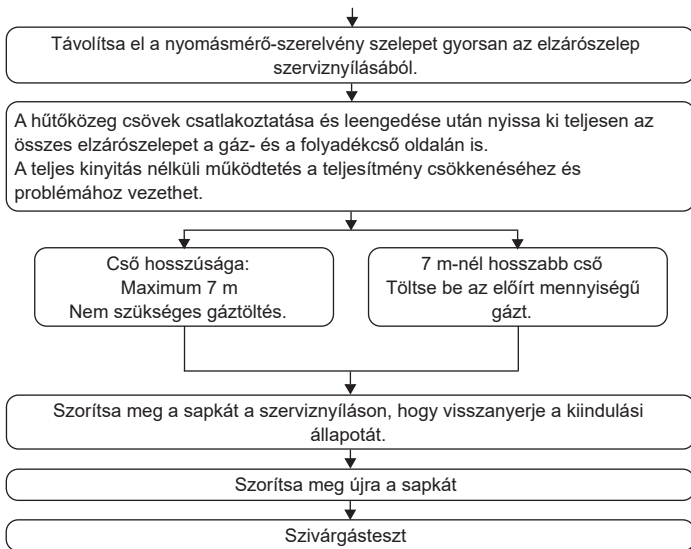 Távolítsa el a nyomásmérő-szerelvény szelepet gyorsan az elzárószelep
szerviznyílásából.
A hűtőközeg csövek csatlakoztatása és leengedése után nyissa ki teljesen az
összes elzárószelepet a gáz- és a folyadékcső oldalán is.
A teljes kinyitás nélküli működtetés a teljesítmény csökkenéséhez és
problémához vezethet.
Cső hosszúsága:
Maximum 7 m
Nem szükséges gáztöltés.
7 m-nél hosszabb cső
Töltse be az előírt mennyiségű
gázt.
Szorítsa meg a sapkát a szerviznyíláson, hogy visszanyerje a kiindulási
állapotát.
Szorítsa meg újra a sapkát
Szivárgásteszt